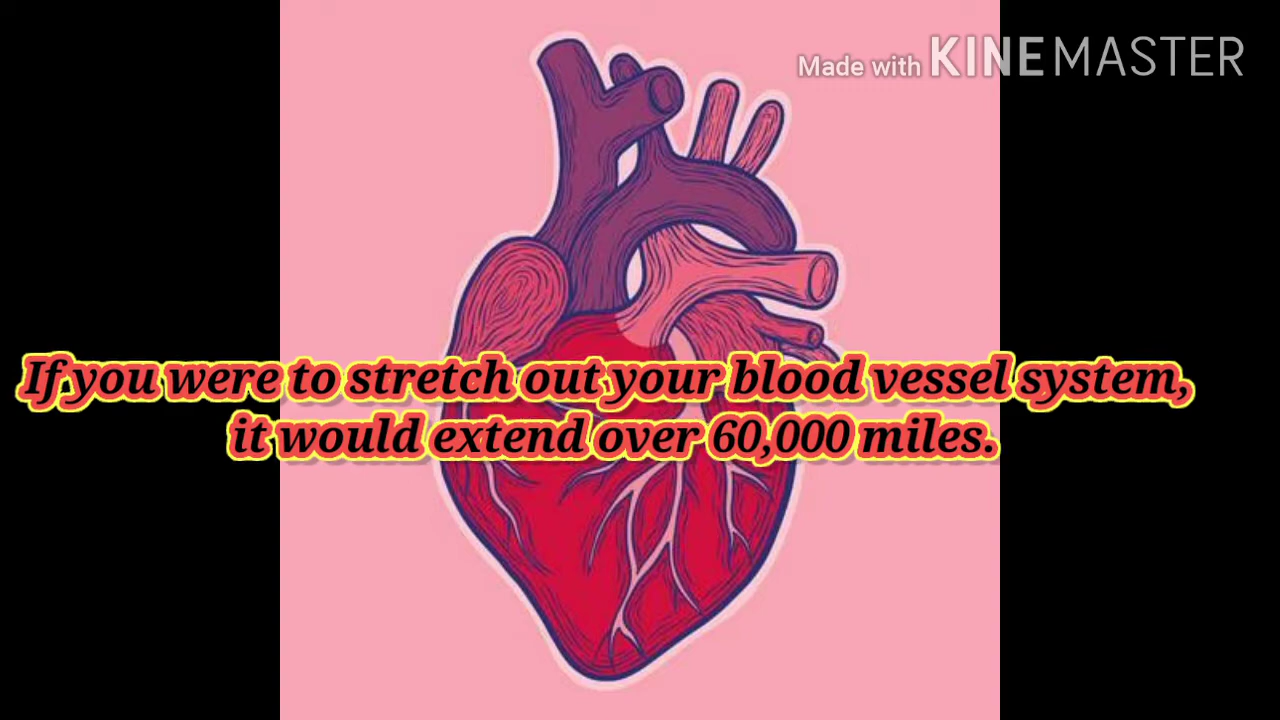 Made with KINEMASTER
If you were to stretch out your blood vessel system,
it would extend over 60,000 miles.